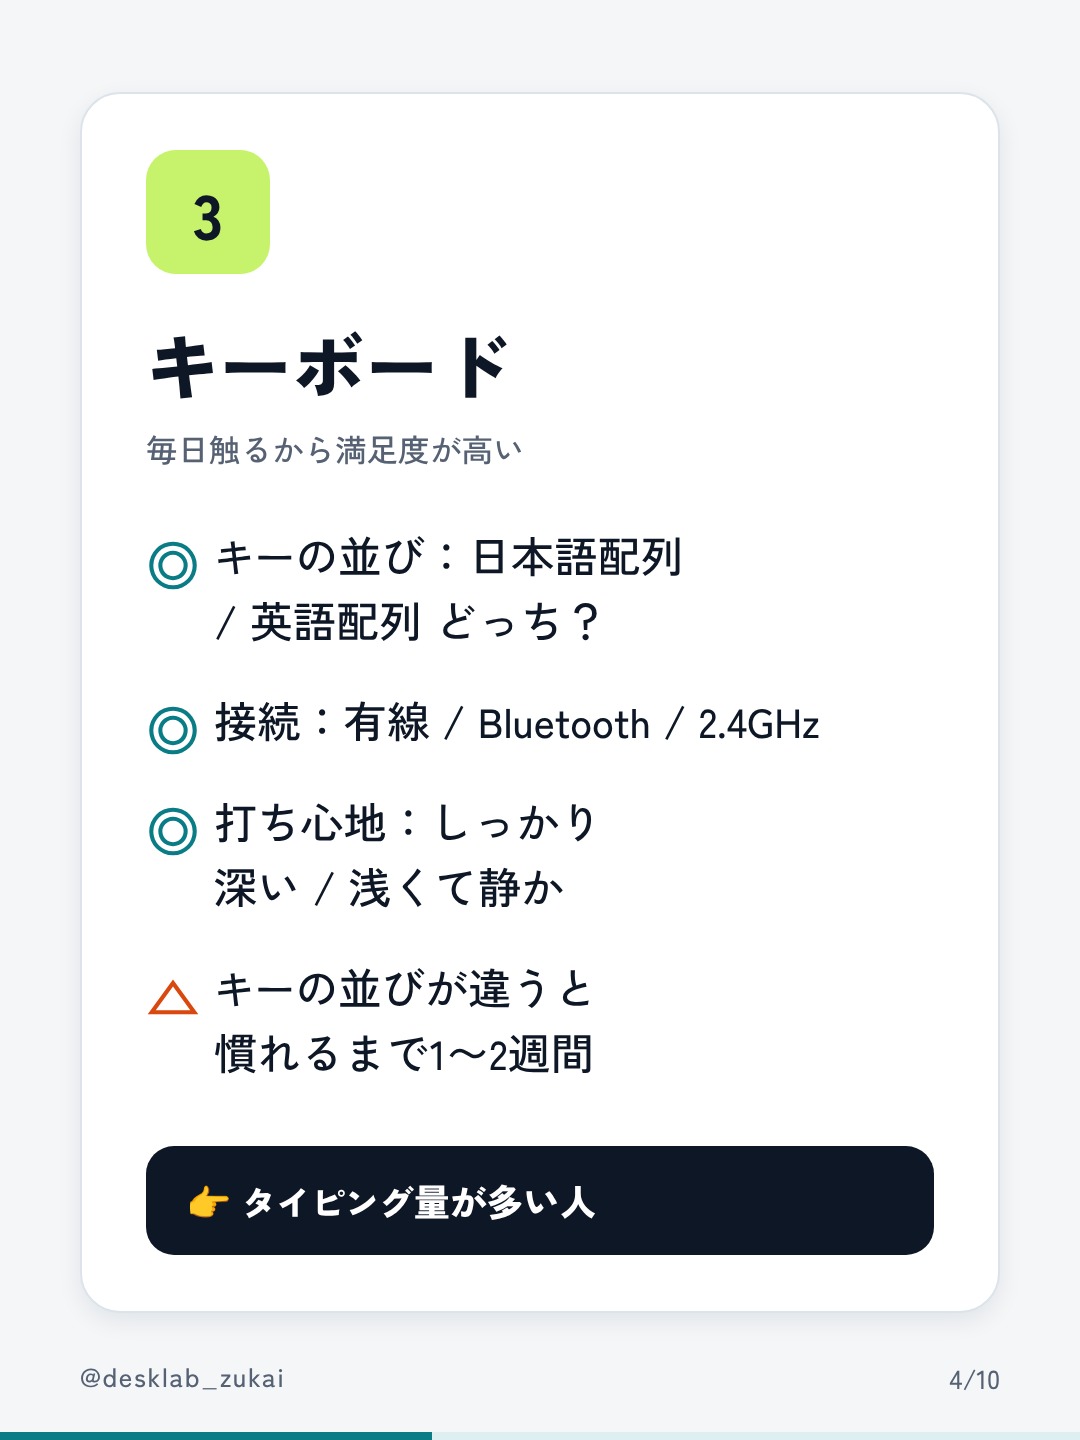 3
キーボード
毎日触るから満足度が高い
◎ キーの並び：日本語配列
/ 英語配列 どっち？
◎ 接続：有線 / Bluetooth / 2.4GHz
◎ 打ち心地：しっかり
深い / 浅くて静か
△ キーの並びが違うと
慣れるまで1〜2週間
👉 タイピング量が多い人
@desklab_zukai
4/10